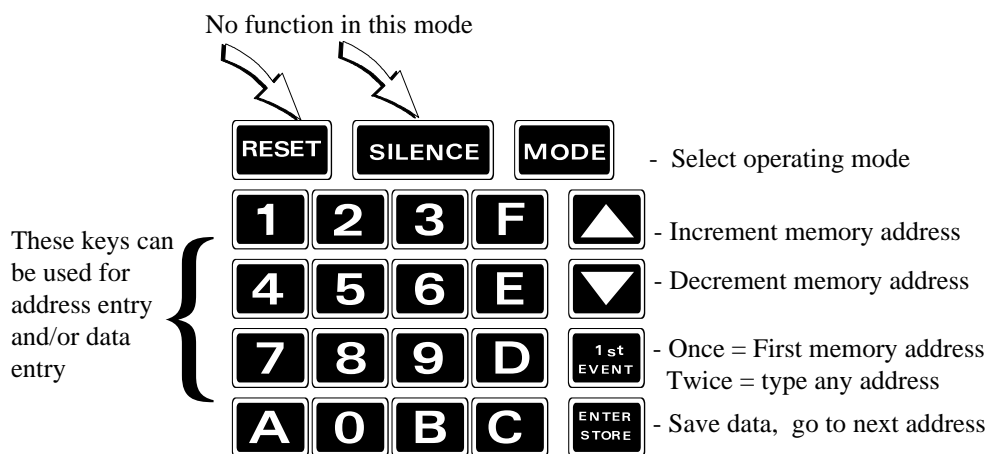 No function in this mode
RESET SILENCE MODE - Select operating mode
1 2 3 F - Increment memory address
These keys can
be used for
address entry
and/or data
entry
4 5 6 E - Decrement memory address
7 8 9 D 1st
EVENT - Once = First memory address
Twice = type any address
A 0 B C ENTER
STORE - Save data, go to next address